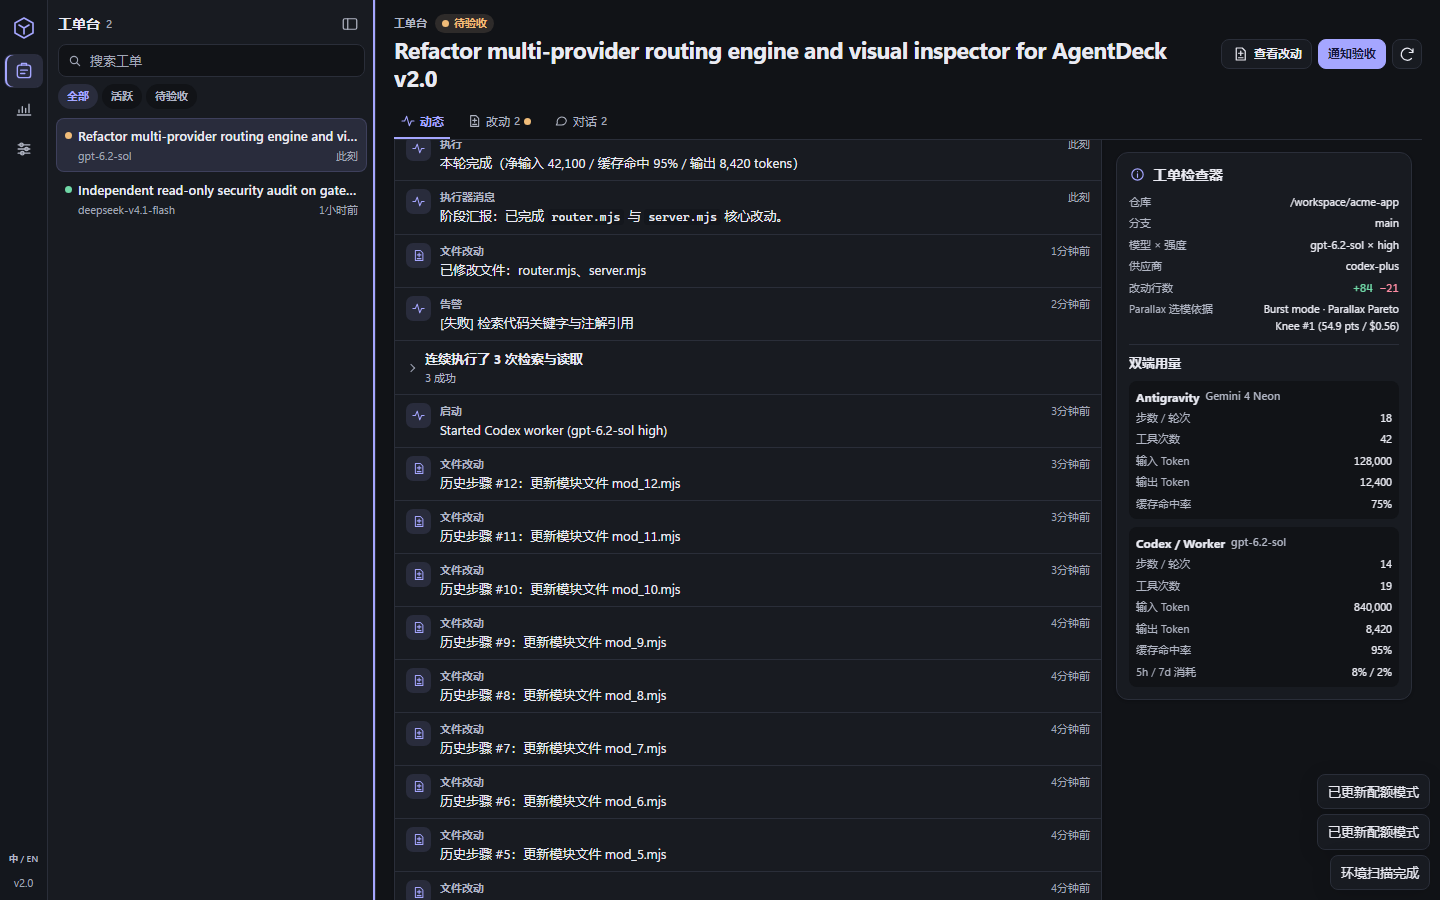 工单台 2
搜索工单
全部 活跃 待验收
Refactor multi-provider routing engine and vi...
gpt-6.2-sol 此刻
Independent read-only security audit on gate...
deepseek-v4.1-flash 1小时前
中 / EN
v2.0
工单台 待验收
Refactor multi-provider routing engine and visual inspector for AgentDeck
v2.0
查看改动 通知验收
动态 改动 2 对话 2
执行 此刻
本轮完成（净输入 42,100 / 缓存命中 95% / 输出 8,420 tokens）
执行器消息 此刻
阶段汇报：已完成 router.mjs 与 server.mjs 核心改动。
文件改动 1分钟前
已修改文件：router.mjs、server.mjs
告警 2分钟前
[失败] 检索代码关键字与注解引用
连续执行了 3 次检索与读取
3 成功
启动 3分钟前
Started Codex worker (gpt-6.2-sol high)
文件改动 3分钟前
历史步骤 #12：更新模块文件 mod_12.mjs
文件改动 3分钟前
历史步骤 #11：更新模块文件 mod_11.mjs
文件改动 3分钟前
历史步骤 #10：更新模块文件 mod_10.mjs
文件改动 4分钟前
历史步骤 #9：更新模块文件 mod_9.mjs
文件改动 4分钟前
历史步骤 #8：更新模块文件 mod_8.mjs
文件改动 4分钟前
历史步骤 #7：更新模块文件 mod_7.mjs
文件改动 4分钟前
历史步骤 #6：更新模块文件 mod_6.mjs
文件改动 4分钟前
历史步骤 #5：更新模块文件 mod_5.mjs
文件改动 4分钟前
工单检查器
仓库 /workspace/acme-app
分支 main
模型 × 强度 gpt-6.2-sol × high
供应商 codex-plus
改动行数 +84 −21
Parallax 选模依据 Burst mode · Parallax Pareto
Knee #1 (54.9 pts / $0.56)
双端用量
Antigravity Gemini 4 Neon
步数 / 轮次 18
工具次数 42
输入 Token 128,000
输出 Token 12,400
缓存命中率 75%
Codex / Worker gpt-6.2-sol
步数 / 轮次 14
工具次数 19
输入 Token 840,000
输出 Token 8,420
缓存命中率 95%
5h / 7d 消耗 8% / 2%
已更新配额模式
已更新配额模式
环境扫描完成